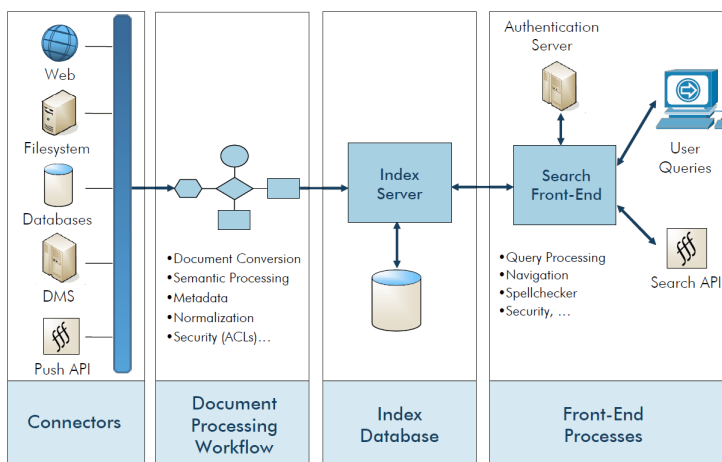 Web
Filesystem
Databases
DMS
fff
Push API
Connectors
•Document Conversion
•Semantic Processing
•Metadata
•Normalization
•Security (ACLs)…
Document
Processing
Workflow
Index
Server
Index
Database
Authentication
Server
Search
Front-End
User
Queries
•Query Processing
•Navigation
•Spellchecker
•Security, …
fff
Search API
Front-End
Processes